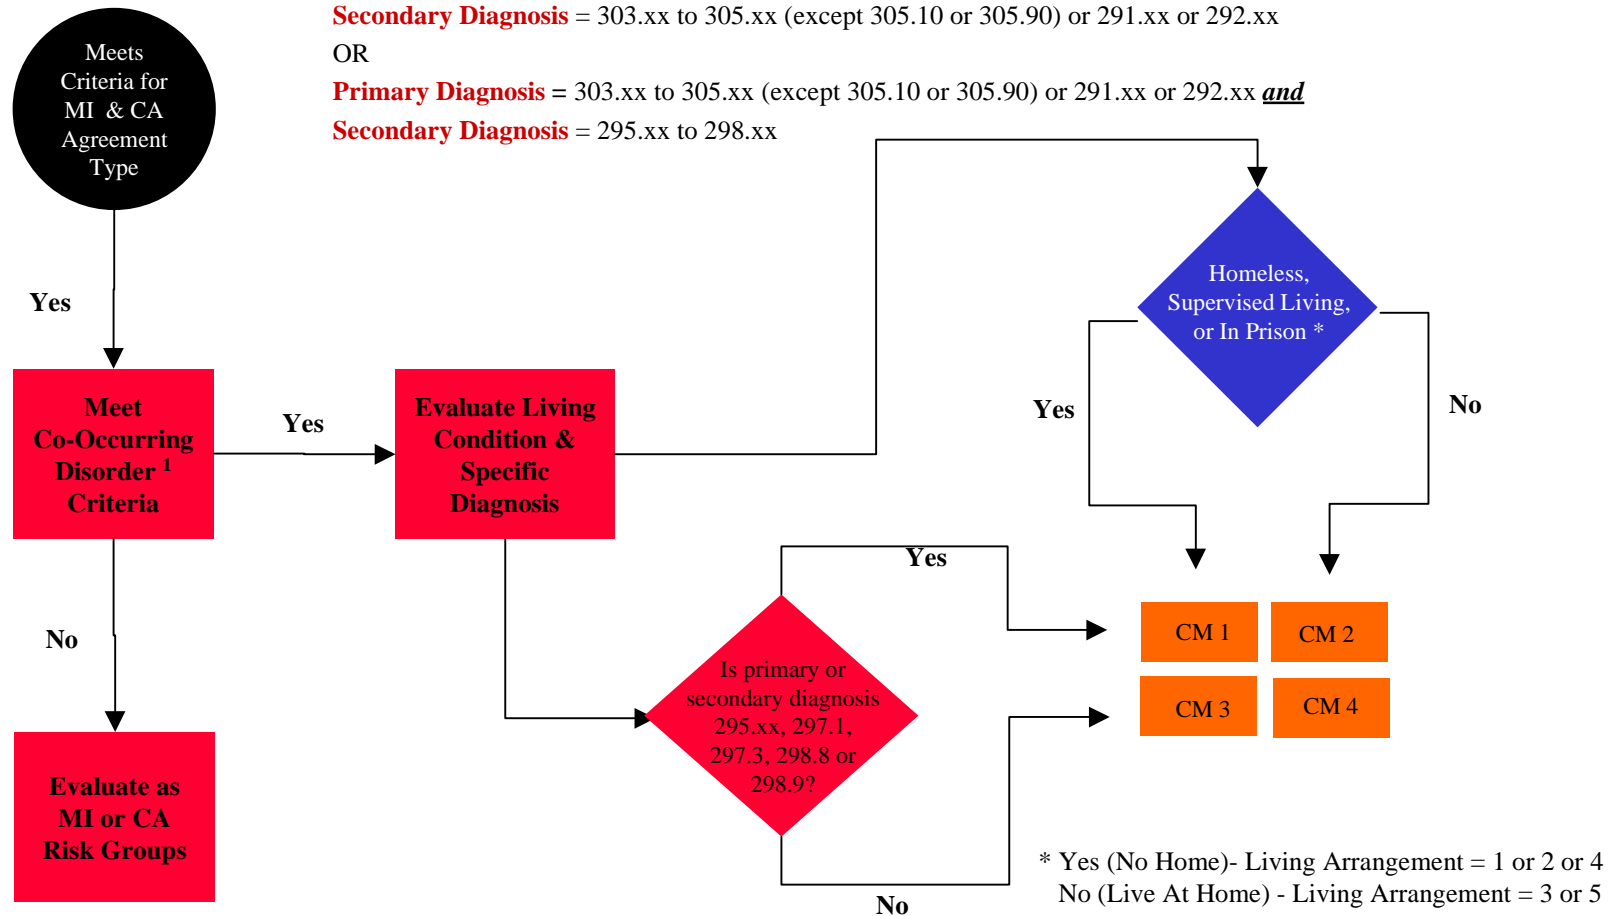 Secondary Diagnosis = 303.xx to 305.xx (except 305.10 or 305.90) or 291.xx or 292.xx
OR
Primary Diagnosis = 303.xx to 305.xx (except 305.10 or 305.90) or 291.xx or 292.xx and
Secondary Diagnosis = 295.xx to 298.xx
Meets
Criteria for
MI & CA
Agreement
Type
Yes
Meet
Co-Occurring
Disorder 1
Criteria
Yes
Evaluate Living
Condition &
Specific
Diagnosis
Homeless,
Supervised Living,
or In Prison *
Yes
No
No
Evaluate as
MI or CA
Risk Groups
Is primary or
secondary diagnosis
295.xx, 297.1,
297.3, 298.8 or
298.9?
Yes
No
CM 1
CM 2
CM 3
CM 4
* Yes (No Home)- Living Arrangement = 1 or 2 or 4
No (Live At Home) - Living Arrangement = 3 or 5